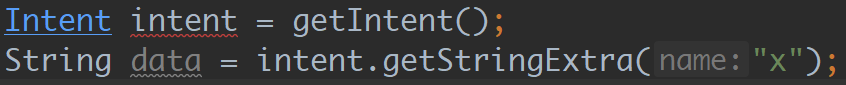 Intent intent = getIntent();
String data = intent.getStringExtra( name: "x");